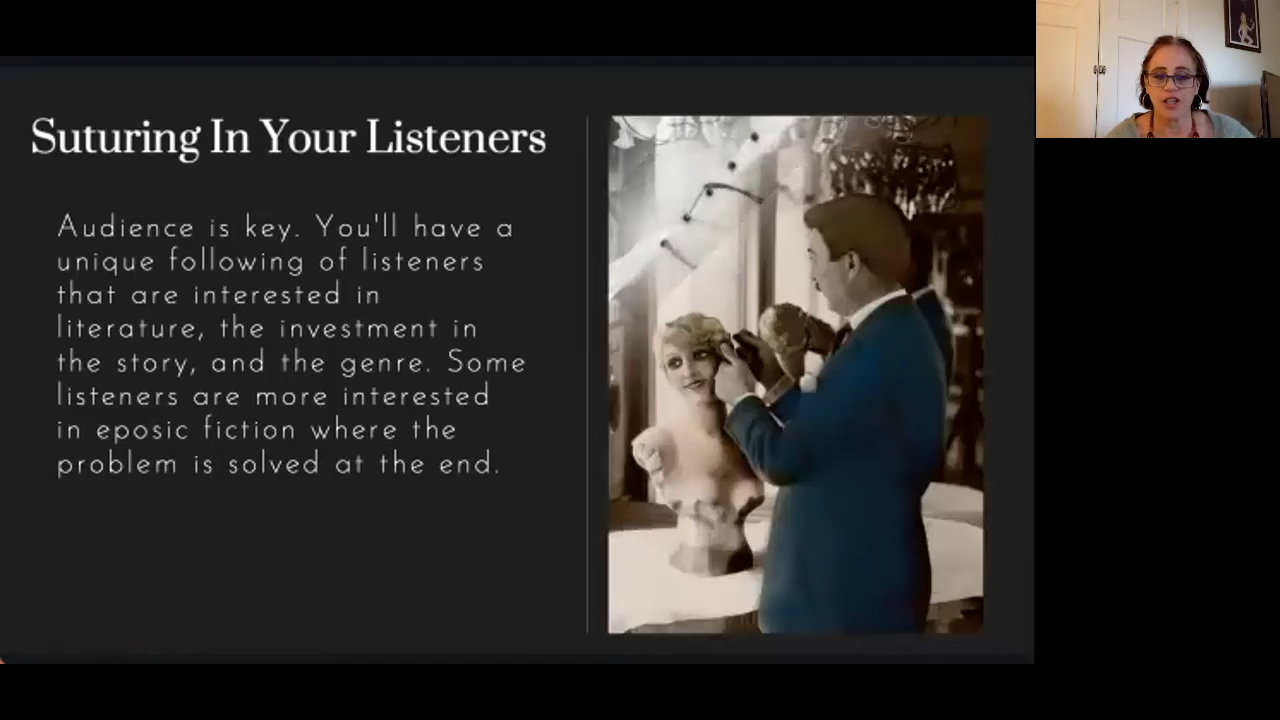 Suturing In Your Listeners
Audience is key. You'll have a
unique following of listeners
that are interested in
literature, the investment in
the story, and the genre. Some
listeners are more interested
in eposic fiction where the
problem is solved at the end.